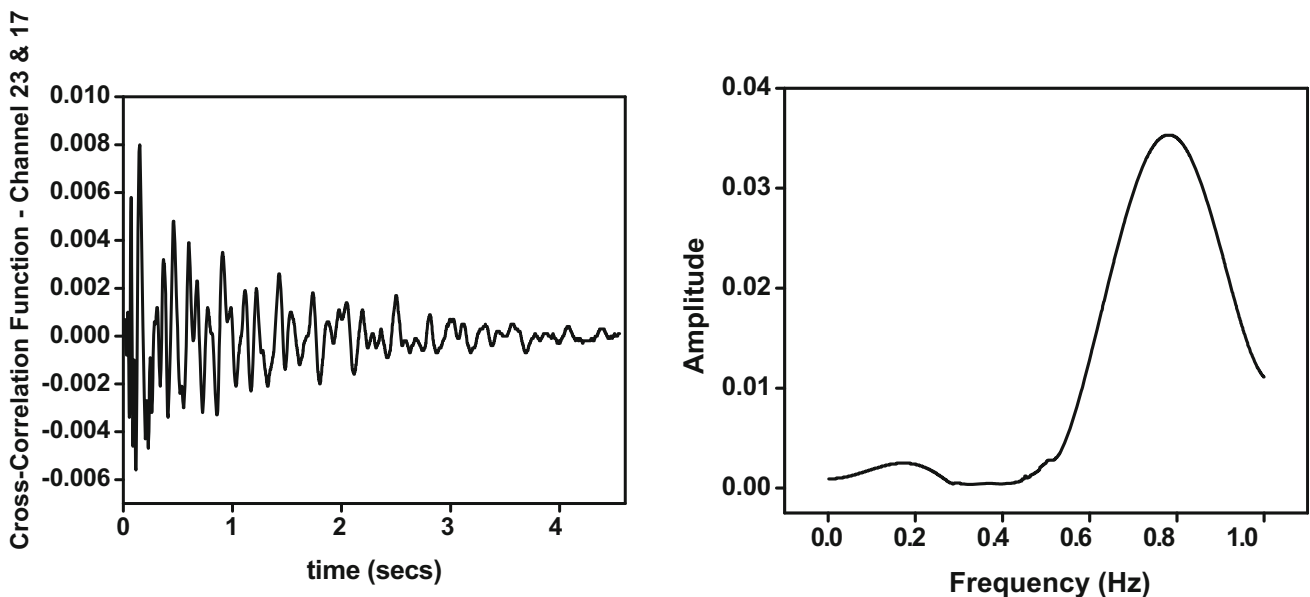 Cross-Correlation Function - Channel 23 & 17
0.010
0.008
0.006
0.004
0.002
0.000
-0.002
-0.004
-0.006
0 1 2 3 4
time (secs)
Amplitude
0.04
0.03
0.02
0.01
0.00
0.0 0.2 0.4 0.6 0.8 1.0
Frequency (Hz)